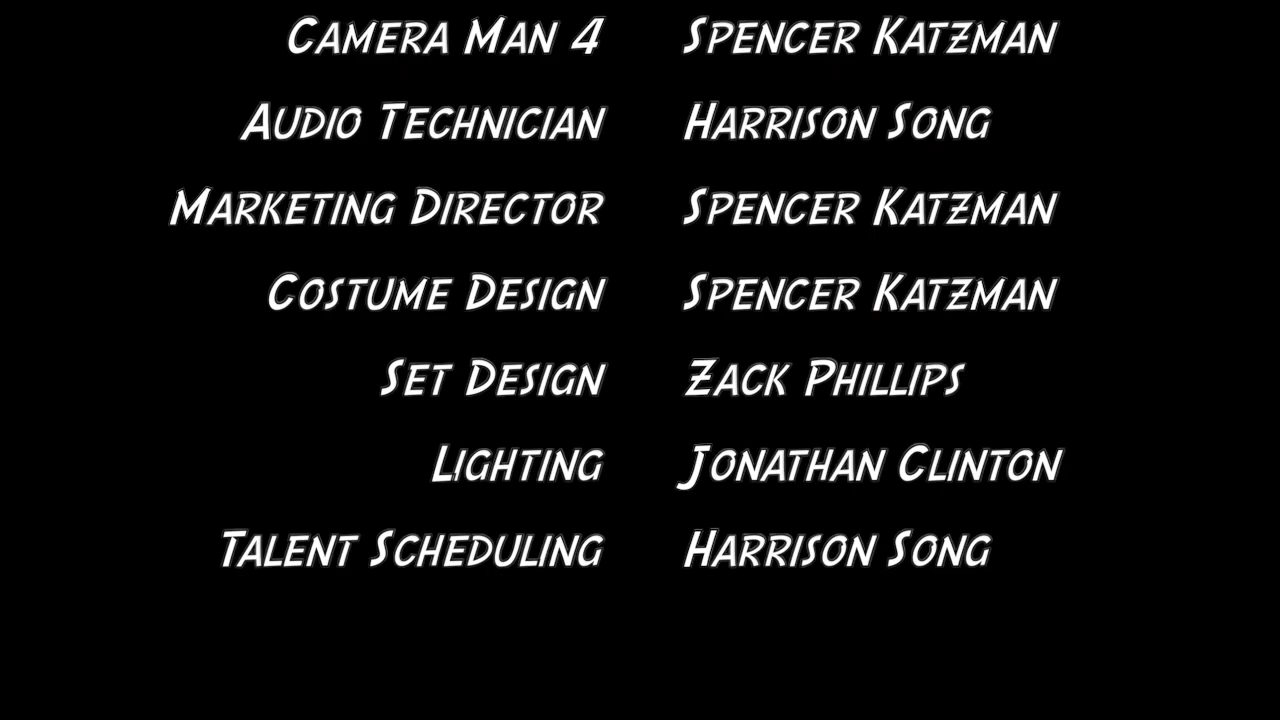 Camera Man 4 Spencer Katzman
Audio Technician Harrison Song
Marketing Director Spencer Katzman
Costume Design Spencer Katzman
Set Design Zack Phillips
Lighting Jonathan Clinton
Talent Scheduling Harrison Song